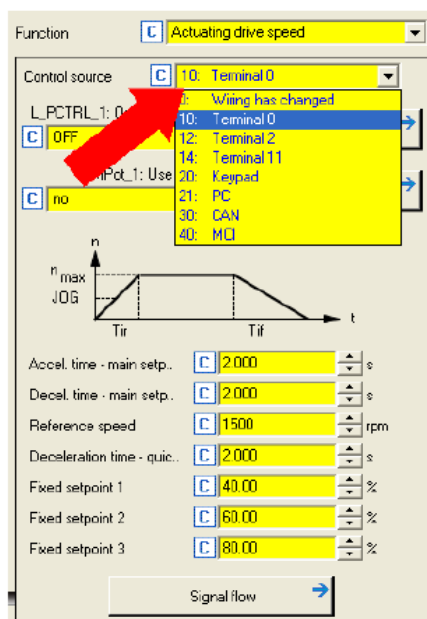 Function C Actuating drive speed
Control source C 10: Terminal 0
L_PCTRL_1:
0: Wiring has changed
10: Terminal 0
C OFF
12: Terminal 2
14: Terminal 11
MPot_1: Use
20: Keypad
C no
21: PC
30: CAN
40: MCI
n
n max
JOG
t
Tir Tif
Accel. time - main setp.. C 2.000 s
Decel. time - main setp.. C 2.000 s
Reference speed C 1500 rpm
Deceleration time - quic.. C 2.000 s
Fixed setpoint 1 C 40.00 %
Fixed setpoint 2 C 60.00 %
Fixed setpoint 3 C 80.00 %
Signal flow